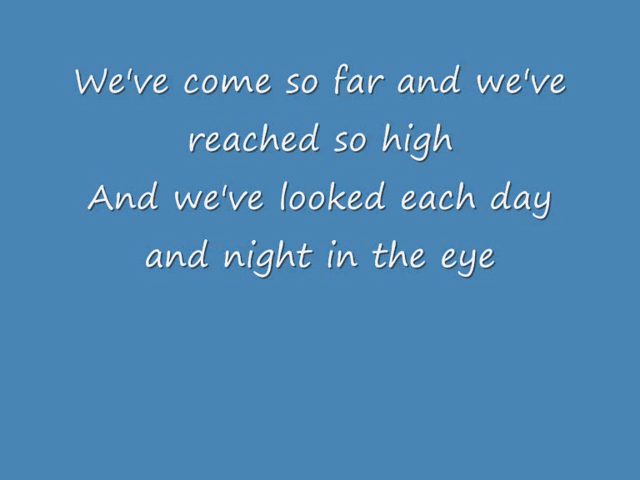 We've come so far and we've
reached so high
And we've looked each day
and night in the eye